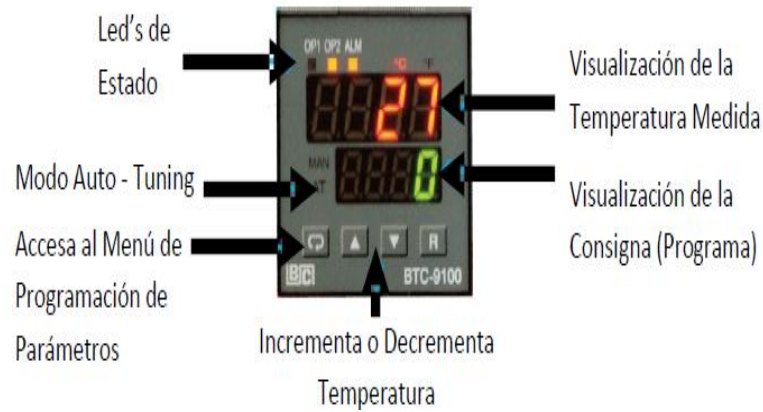 Led's de
Estado
OP1 OP2 ALM
°C °F
27
Visualización de la
Temperatura Medida
MAN
AT
0
Modo Auto - Tuning
Visualización de la
Consigna (Programa)
Accesa al Menú de
Programación de
Parámetros
R
BC BTC-9100
Incrementa o Decrementa
Temperatura